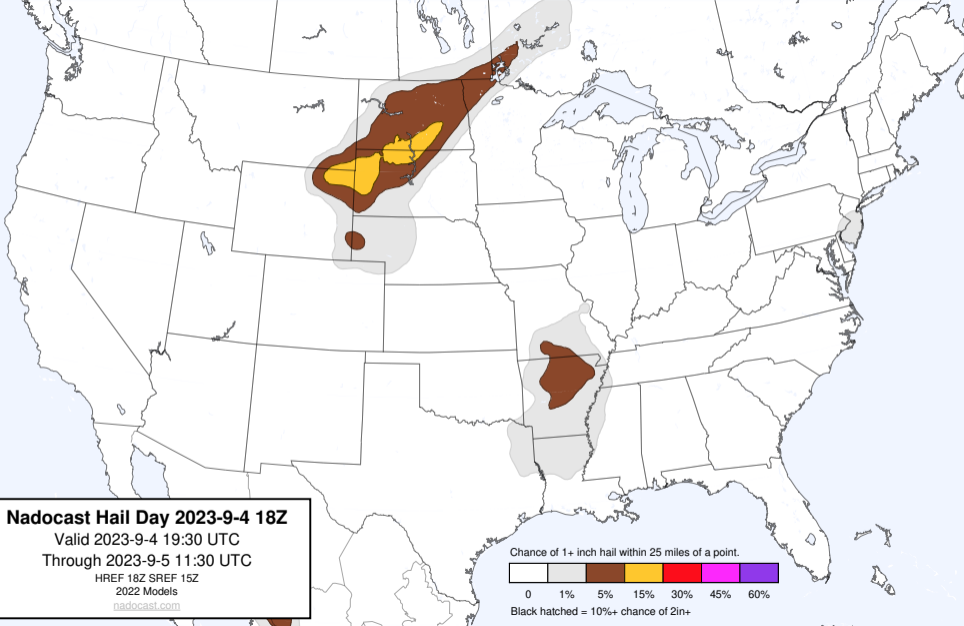 Nadocast Hail Day 2023-9-4 18Z
Valid 2023-9-4 19:30 UTC
Through 2023-9-5 11:30 UTC
HREF 18Z SREF 15Z
2022 Models
nadocast.com
Chance of 1+ inch hail within 25 miles of a point.
0 1% 5% 15% 30% 45% 60%
Black hatched = 10%+ chance of 2in+